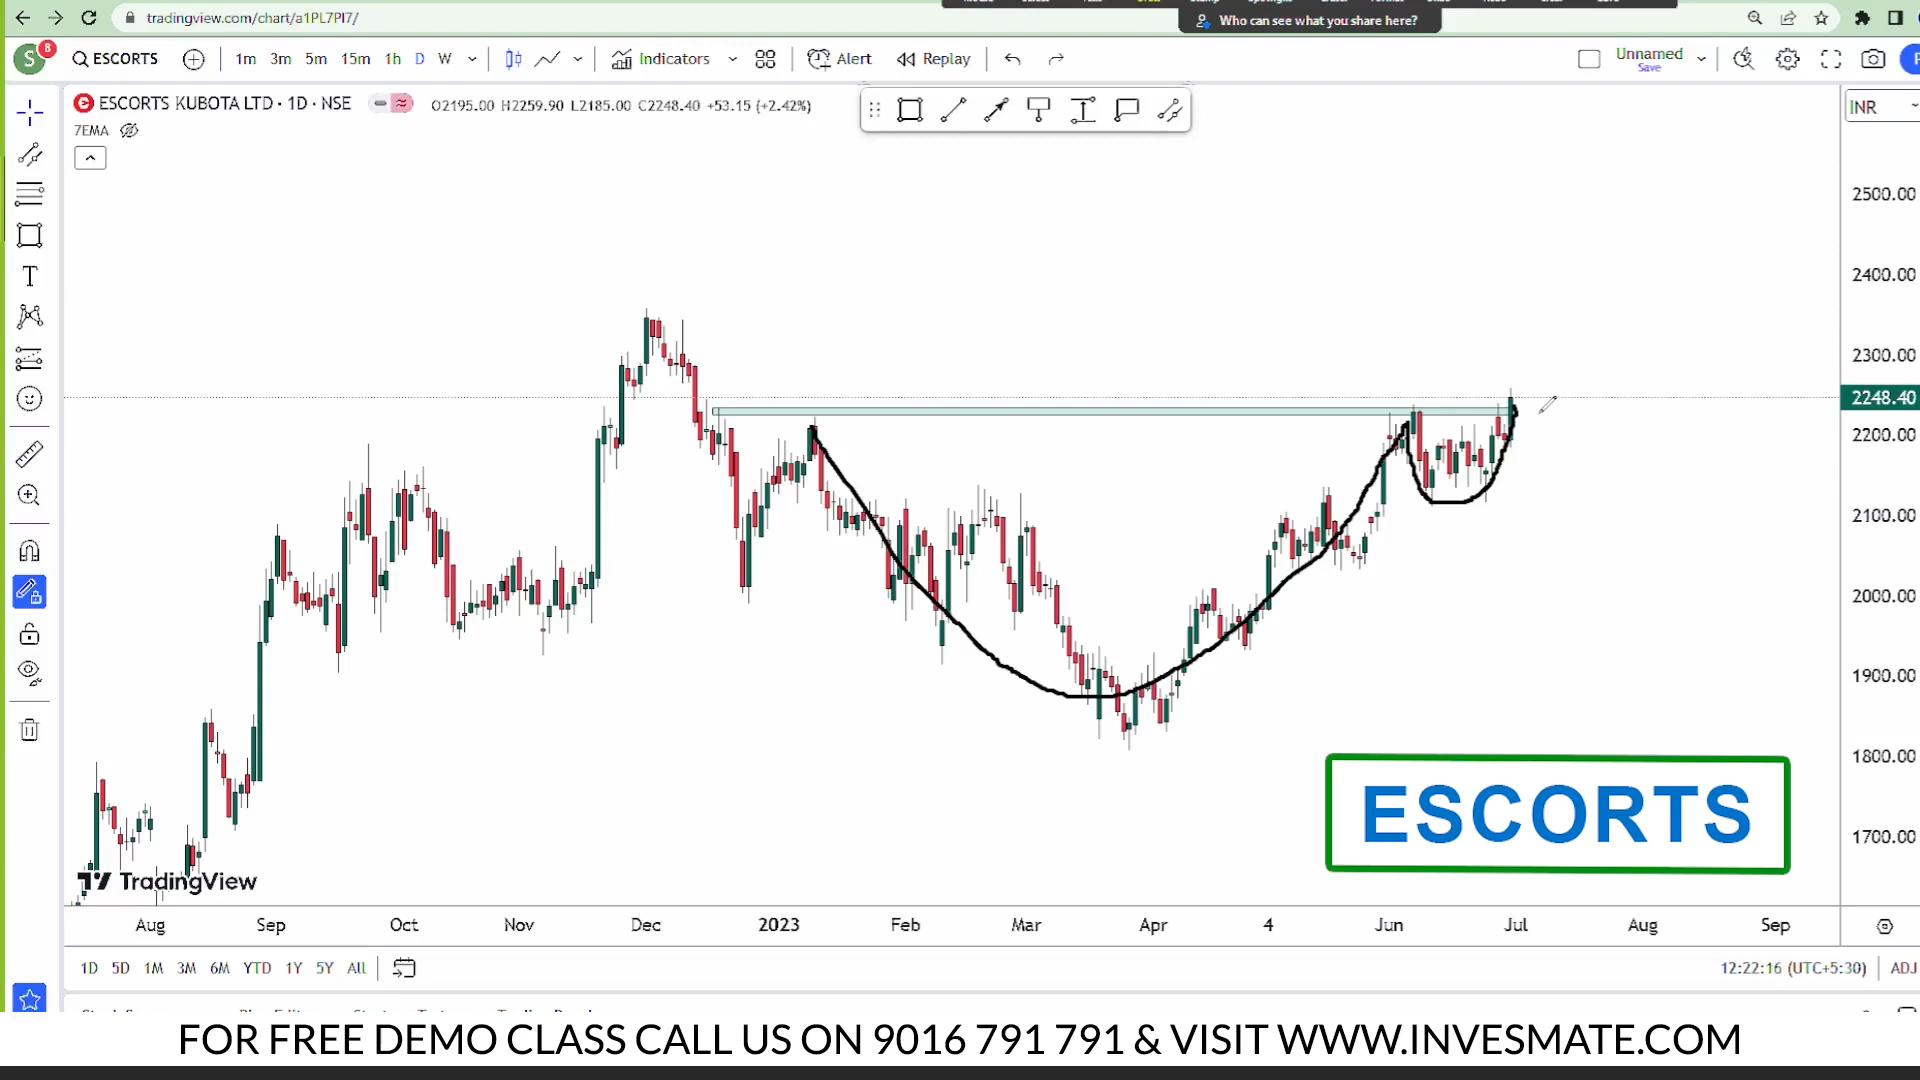 tradingview.com/chart/a1PL7Pl7/
Who can see what you share here?
S 8 ESCORTS 1m 3m 5m 15m 1h D W Indicators Alert Replay Unnamed
Save
ESCORTS KUBOTA LTD · 1D · NSE O2195.00 H2259.90 L2185.00 C2248.40 +53.15 (+2.42%)
INR
7EMA
2500.00
2400.00
2300.00
2248.40
2200.00
2100.00
2000.00
1900.00
1800.00
1700.00
ESCORTS
TradingView
Aug Sep Oct Nov Dec 2023 Feb Mar Apr 4 Jun Jul Aug Sep
1D 5D 1M 3M 6M YTD 1Y 5Y All 12:22:16 (UTC+5:30) ADJ
FOR FREE DEMO CLASS CALL US ON 9016 791 791 & VISIT WWW.INVESMATE.COM